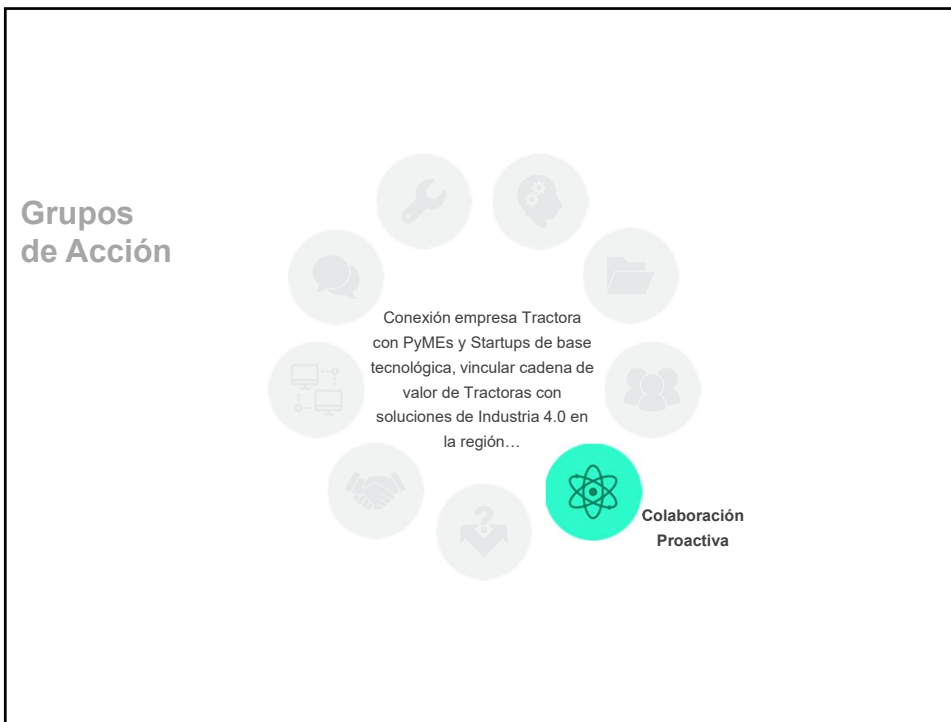 Grupos
de Acción
Conexión empresa Tractora
con PyMEs y Startups de base
tecnológica, vincular cadena de
valor de Tractoras con
soluciones de Industria 4.0 en
la región…
Colaboración
Proactiva
?